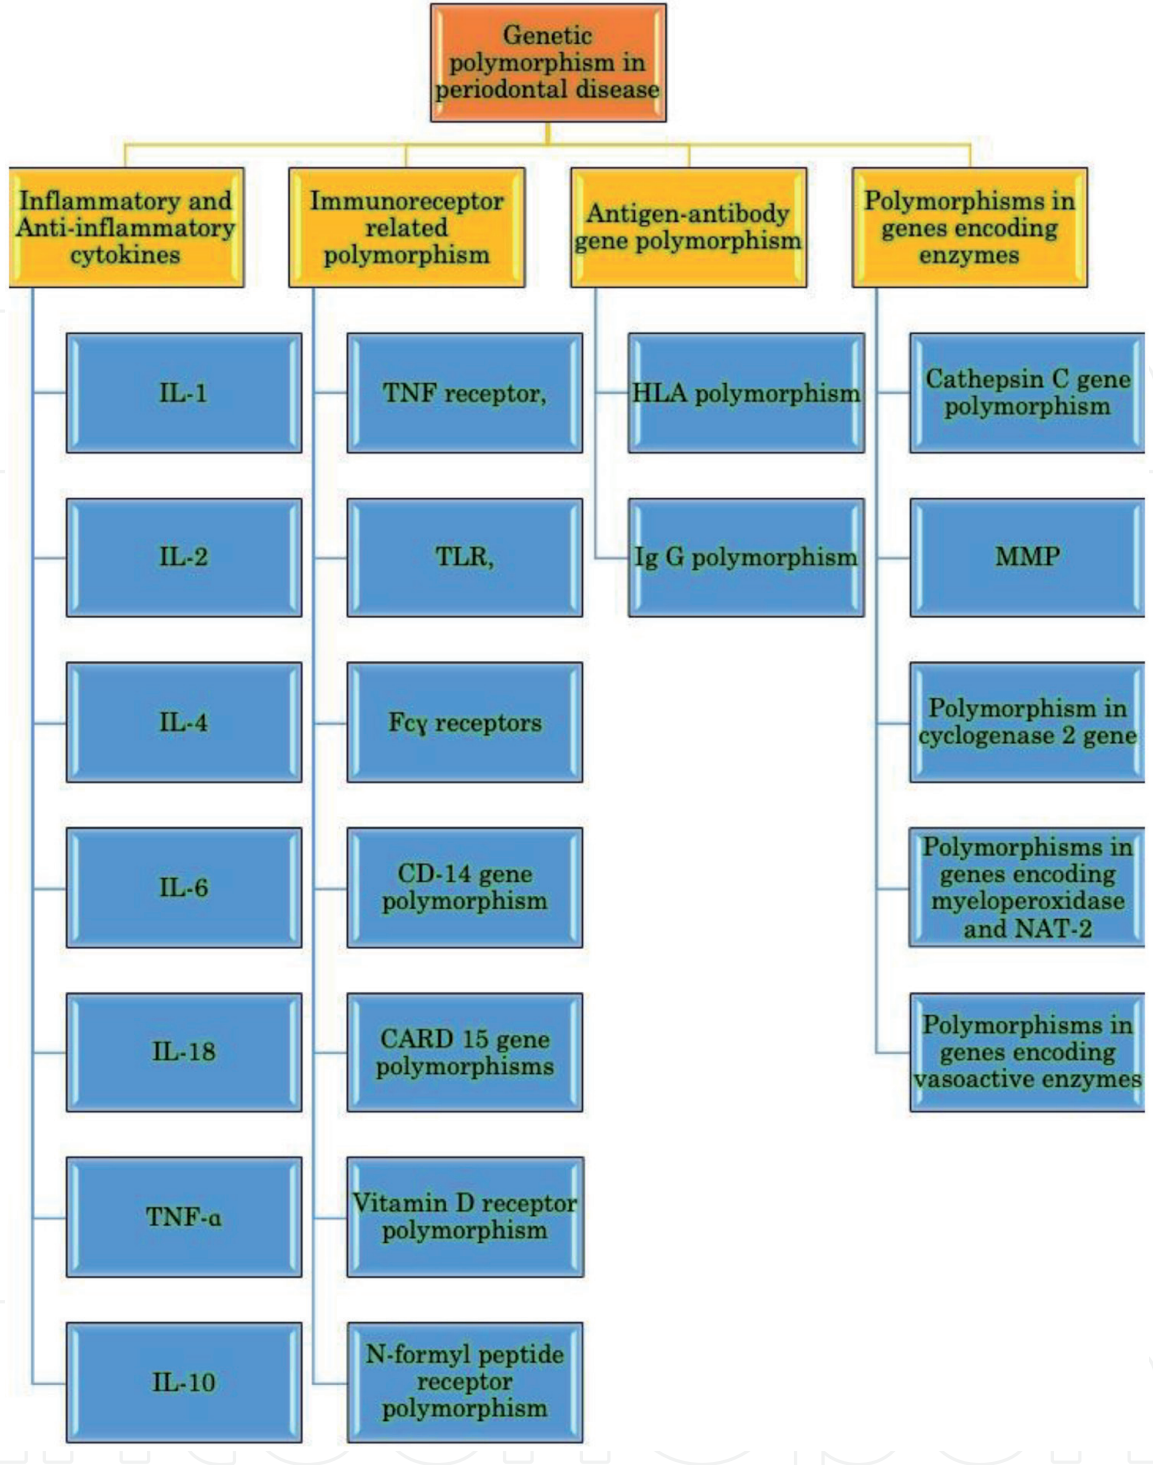 Genetic
polymorphism in
periodontal disease
Inflammatory and
Anti-inflammatory
cytokines
IL-1
IL-2
IL-4
IL-6
IL-18
TNF-α
IL-10
Immunoreceptor
related
polymorphism
TNF receptor,
TLR,
Fcγ receptors
CD-14 gene
polymorphism
CARD 15 gene
polymorphisms
Vitamin D receptor
polymorphism
N-formyl peptide
receptor
polymorphism
Antigen-antibody
gene polymorphism
HLA polymorphism
Ig G polymorphism
Polymorphisms in
genes encoding
enzymes
Cathepsin C gene
polymorphism
MMP
Polymorphism in
cyclogenase 2 gene
Polymorphisms in
genes encoding
myeloperoxidase
and NAT-2
Polymorphisms in
genes encoding
vasoactive enzymes